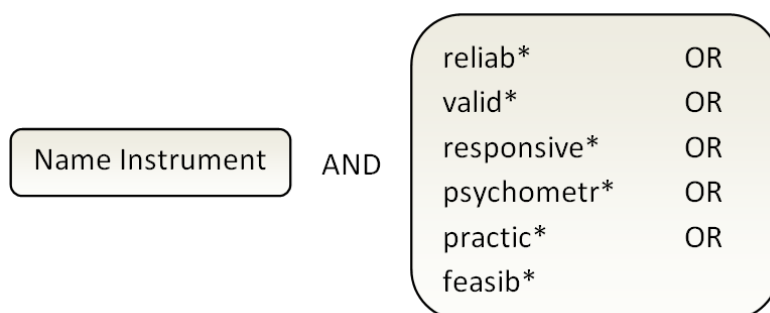 reliab* OR
valid* OR
Name Instrument AND responsive* OR
psychometr* OR
practic* OR
feasib*